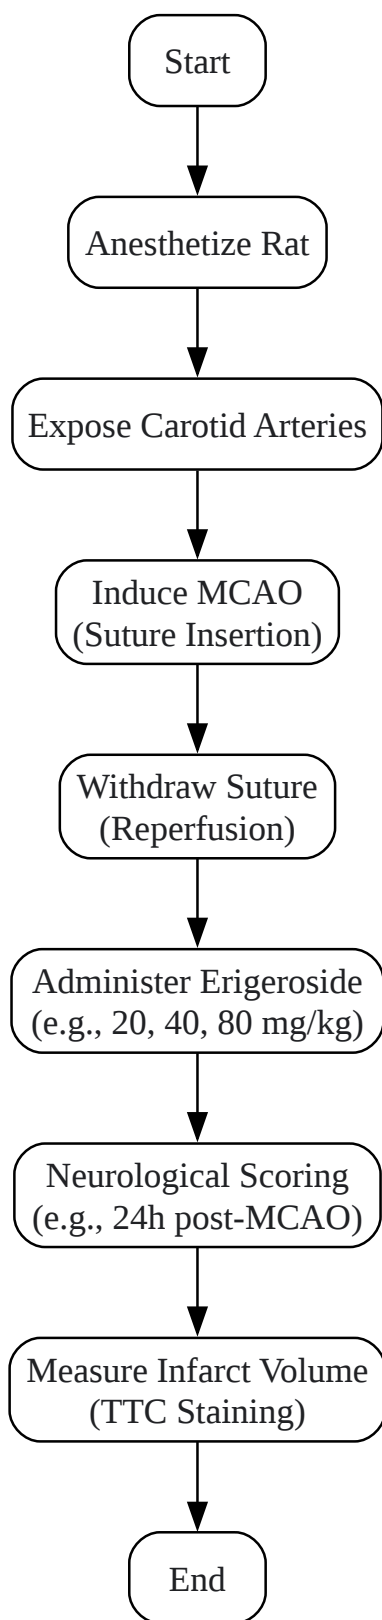 Start
Anesthetize Rat
Expose Carotid Arteries
Induce MCAO
(Suture Insertion)
Withdraw Suture
(Reperfusion)
Administer Erigeroside
(e.g., 20, 40, 80 mg/kg)
Neurological Scoring
(e.g., 24h post-MCAO)
Measure Infarct Volume
(TTC Staining)
End